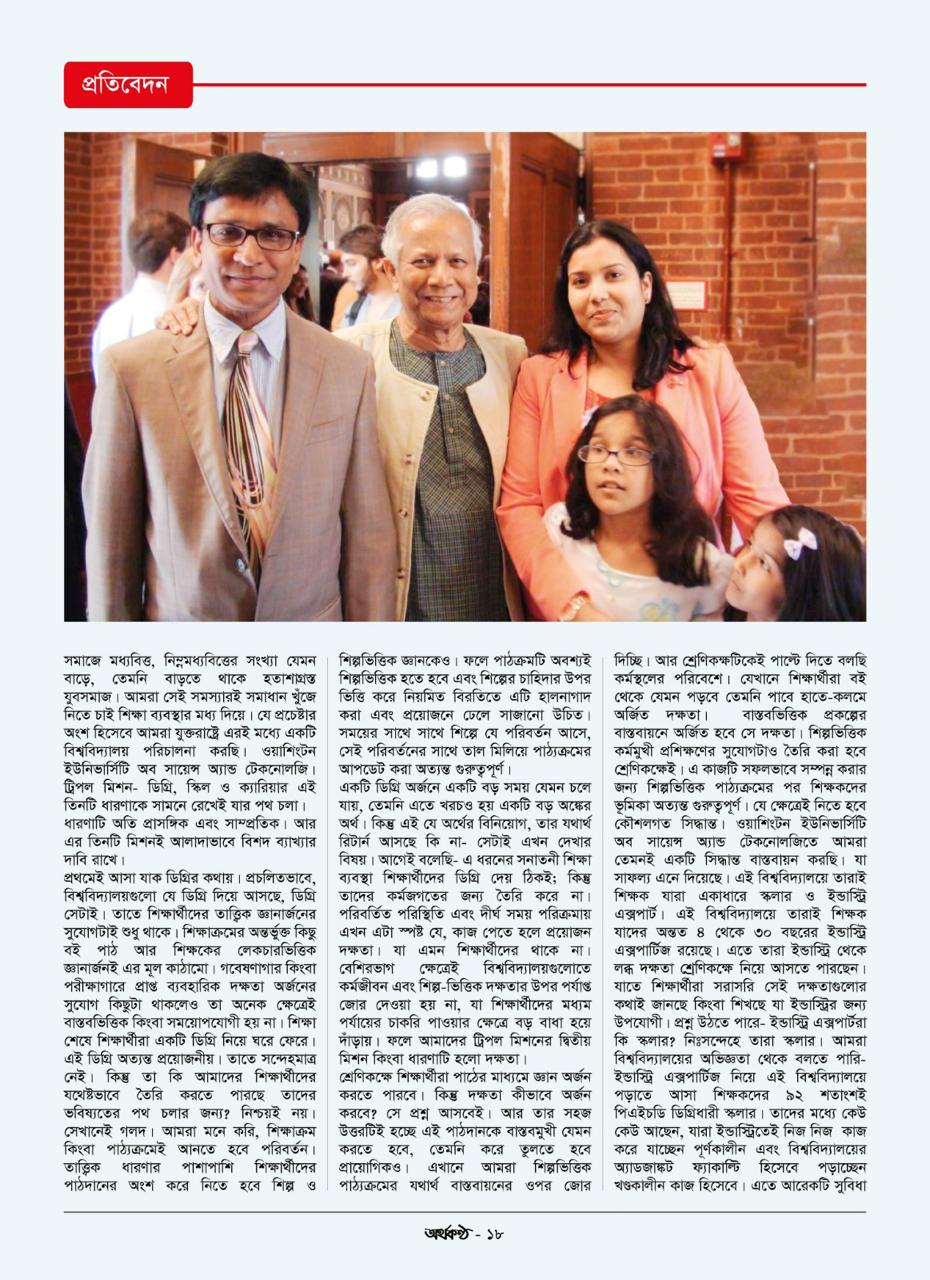 প্রতিবেদন
সমাজে মধ্যবিত্ত, নিম্নমধ্যবিত্তের সংখ্যা যেমন
বাড়ে, তেমনি বাড়তে থাকে হতাশাগ্রস্ত
যুবসমাজ। আমরা সেই সমস্যারই সমাধান খুঁজে
নিতে চাই শিক্ষা ব্যবস্থার মধ্য দিয়ে। যে প্রচেষ্টার
অংশ হিসেবে আমরা যুক্তরাষ্ট্রে এরই মধ্যে একটি
বিশ্ববিদ্যালয় পরিচালনা করছি। ওয়াশিংটন
ইউনিভার্সিটি অব সায়েন্স অ্যান্ড টেকনোলজি।
ট্রিপল মিশন- ডিগ্রি, স্কিল ও ক্যারিয়ার এই
তিনটি ধারণাকে সামনে রেখেই যার পথ চলা।
ধারণাটি অতি প্রাসঙ্গিক এবং সাম্প্রতিক। আর
এর তিনটি মিশনই আলাদাভাবে বিশদ ব্যাখ্যার
দাবি রাখে।
প্রথমেই আসা যাক ডিগ্রির কথায়। প্রচলিতভাবে,
বিশ্ববিদ্যালয়গুলো যে ডিগ্রি দিয়ে আসছে, ডিগ্রি
সেটাই। তাতে শিক্ষার্থীদের তাত্ত্বিক জ্ঞানার্জনের
সুযোগটাই শুধু থাকে। শিক্ষাক্রমের অন্তর্ভুক্ত কিছু
বই পাঠ আর শিক্ষকের লেকচারভিত্তিক
জ্ঞানার্জনই এর মূল কাঠামো। গবেষণাগার কিংবা
পরীক্ষাগারে প্রাপ্ত ব্যবহারিক দক্ষতা অর্জনের
সুযোগ কিছুটা থাকলেও তা অনেক ক্ষেত্রেই
বাস্তবভিত্তিক কিংবা সময়োপযোগী হয় না। শিক্ষা
শেষে শিক্ষার্থীরা একটি ডিগ্রি নিয়ে ঘরে ফেরে।
এই ডিগ্রি অত্যন্ত প্রয়োজনীয়। তাতে সন্দেহমাত্র
নেই। কিন্তু তা কি আমাদের শিক্ষার্থীদের
যথেষ্টভাবে তৈরি করতে পারছে তাদের
ভবিষ্যতের পথ চলার জন্য? নিশ্চয়ই নয়।
সেখানেই গলদ। আমরা মনে করি, শিক্ষাক্রম
কিংবা পাঠ্যক্রমেই আনতে হবে পরিবর্তন।
তাত্ত্বিক ধারণার পাশাপাশি শিক্ষার্থীদের
পাঠদানের অংশ করে নিতে হবে শিল্প ও
শিল্পভিত্তিক জ্ঞানকেও। ফলে পাঠক্রমটি অবশ্যই
শিল্পভিত্তিক হতে হবে এবং শিল্পের চাহিদার উপর
ভিত্তি করে নিয়মিত বিরতিতে এটি হালনাগাদ
করা এবং প্রয়োজনে ঢেলে সাজানো উচিত।
সময়ের সাথে সাথে শিল্পে যে পরিবর্তন আসে,
সেই পরিবর্তনের সাথে তাল মিলিয়ে পাঠ্যক্রমের
আপডেট করা অত্যন্ত গুরুত্বপূর্ণ।
একটি ডিগ্রি অর্জনে একটি বড় সময় যেমন চলে
যায়, তেমনি এতে খরচও হয় একটি বড় অঙ্কের
অর্থ। কিন্তু এই যে অর্থের বিনিয়োগ, তার যথার্থ
রিটার্ন আসছে কি না- সেটাই এখন দেখার
বিষয়। আগেই বলেছি- এ ধরনের সনাতনী শিক্ষা
ব্যবস্থা শিক্ষার্থীদের ডিগ্রি দেয় ঠিকই; কিন্তু
তাদের কর্মজগতের জন্য তৈরি করে না।
পরিবর্তিত পরিস্থিতি এবং দীর্ঘ সময় পরিক্রমায়
এখন এটা স্পষ্ট যে, কাজ পেতে হলে প্রয়োজন
দক্ষতা। যা এমন শিক্ষার্থীদের থাকে না।
বেশিরভাগ ক্ষেত্রেই বিশ্ববিদ্যালয়গুলোতে
কর্মজীবন এবং শিল্প-ভিত্তিক দক্ষতার উপর পর্যাপ্ত
জোর দেওয়া হয় না, যা শিক্ষার্থীদের মধ্যম
পর্যায়ের চাকরি পাওয়ার ক্ষেত্রে বড় বাধা হয়ে
দাঁড়ায়। ফলে আমাদের ট্রিপল মিশনের দ্বিতীয়
মিশন কিংবা ধারণাটি হলো দক্ষতা।
শ্রেণিকক্ষে শিক্ষার্থীরা পাঠের মাধ্যমে জ্ঞান অর্জন
করতে পারবে। কিন্তু দক্ষতা কীভাবে অর্জন
করবে? সে প্রশ্ন আসবেই। আর তার সহজ
উত্তরটিই হচ্ছে এই পাঠদানকে বাস্তবমুখী যেমন
করতে হবে, তেমনি করে তুলতে হবে
প্রায়োগিকও। এখানে আমরা শিল্পভিত্তিক
পাঠ্যক্রমের যথার্থ বাস্তবায়নের ওপর জোর
দিচ্ছি। আর শ্রেণিকক্ষটিকেই পাল্টে দিতে বলছি
কর্মস্থলের পরিবেশে। যেখানে শিক্ষার্থীরা বই
থেকে যেমন পড়বে তেমনি পাবে হাতে-কলমে
অর্জিত দক্ষতা। বাস্তবভিত্তিক প্রকল্পের
বাস্তবায়নে অর্জিত হবে সে দক্ষতা। শিল্পভিত্তিক
কর্মমুখী প্রশিক্ষণের সুযোগটাও তৈরি করা হবে
শ্রেণিকক্ষেই। এ কাজটি সফলভাবে সম্পন্ন করার
জন্য শিল্পভিত্তিক পাঠ্যক্রমের পর শিক্ষকদের
ভূমিকা অত্যন্ত গুরুত্বপূর্ণ। যে ক্ষেত্রেই নিতে হবে
কৌশলগত সিদ্ধান্ত। ওয়াশিংটন ইউনিভার্সিটি
অব সায়েন্স অ্যান্ড টেকনোলজিতে আমরা
তেমনই একটি সিদ্ধান্ত বাস্তবায়ন করছি। যা
সাফল্য এনে দিয়েছে। এই বিশ্ববিদ্যালয়ে তারাই
শিক্ষক যারা একাধারে স্কলার ও ইন্ডাস্ট্রি
এক্সপার্ট। এই বিশ্ববিদ্যালয়ে তারাই শিক্ষক
যাদের অন্তত ৪ থেকে ৩০ বছরের ইন্ডাস্ট্রি
এক্সপার্টিজ রয়েছে। এতে তারা ইন্ডাস্ট্রি থেকে
লব্ধ দক্ষতা শ্রেণিকক্ষে নিয়ে আসতে পারছেন।
যাতে শিক্ষার্থীরা সরাসরি সেই দক্ষতাগুলোর
কথাই জানছে কিংবা শিখছে যা ইন্ডাস্ট্রির জন্য
উপযোগী। প্রশ্ন উঠতে পারে- ইন্ডাস্ট্রি এক্সপার্টরা
কি স্কলার? নিঃসন্দেহে তারা স্কলার। আমরা
বিশ্ববিদ্যালয়ের অভিজ্ঞতা থেকে বলতে পারি-
ইন্ডাস্ট্রি এক্সপার্টিজ নিয়ে এই বিশ্ববিদ্যালয়ে
পড়াতে আসা শিক্ষকদের ৯২ শতাংশই
পিএইচডি ডিগ্রিধারী স্কলার। তাদের মধ্যে কেউ
কেউ আছেন, যারা ইন্ডাস্ট্রিতেই নিজ নিজ কাজ
করে যাচ্ছেন পূর্ণকালীন এবং বিশ্ববিদ্যালয়ের
অ্যাডজাঙ্কট ফ্যাকাল্টি হিসেবে পড়াচ্ছেন
খণ্ডকালীন কাজ হিসেবে। এতে আরেকটি সুবিধা
অর্থকণ্ঠ - ১৮